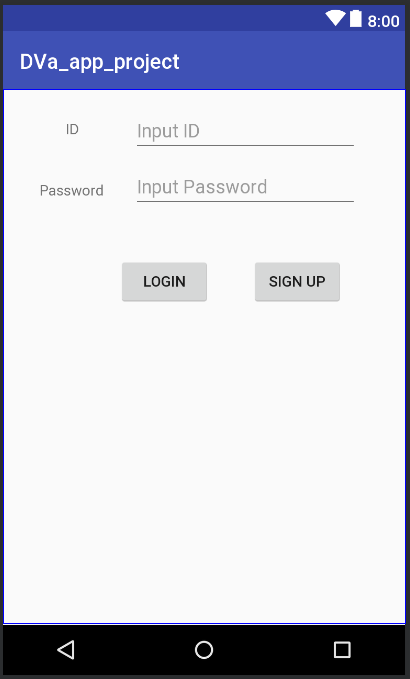 8:00
DVa_app_project
ID Input ID
Password Input Password
LOGIN SIGN UP